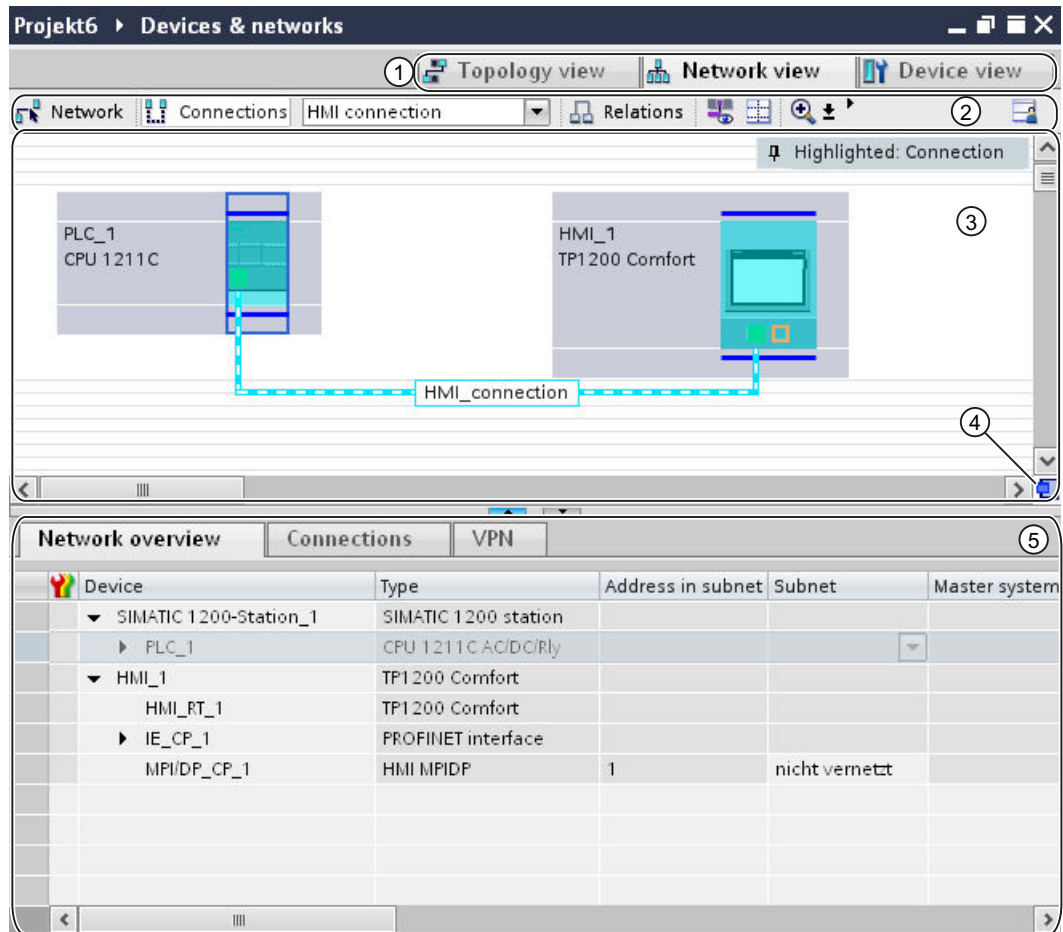 Projekt6 ▸ Devices & networks
1 Topology view Network view Device view
Network Connections HMI connection Relations 2
Highlighted: Connection
3
PLC_1
CPU 1211C
HMI_1
TP1200 Comfort
HMI_connection
4
Network overview Connections VPN 5
Device Type Address in subnet Subnet Master system
SIMATIC 1200-Station_1 SIMATIC 1200 station
PLC_1 CPU 1211C AC/DC/Rly
HMI_1 TP1200 Comfort
HMI_RT_1 TP1200 Comfort
IE_CP_1 PROFINET interface
MPI/DP_CP_1 HMI MPIDP 1 nicht vernetzt